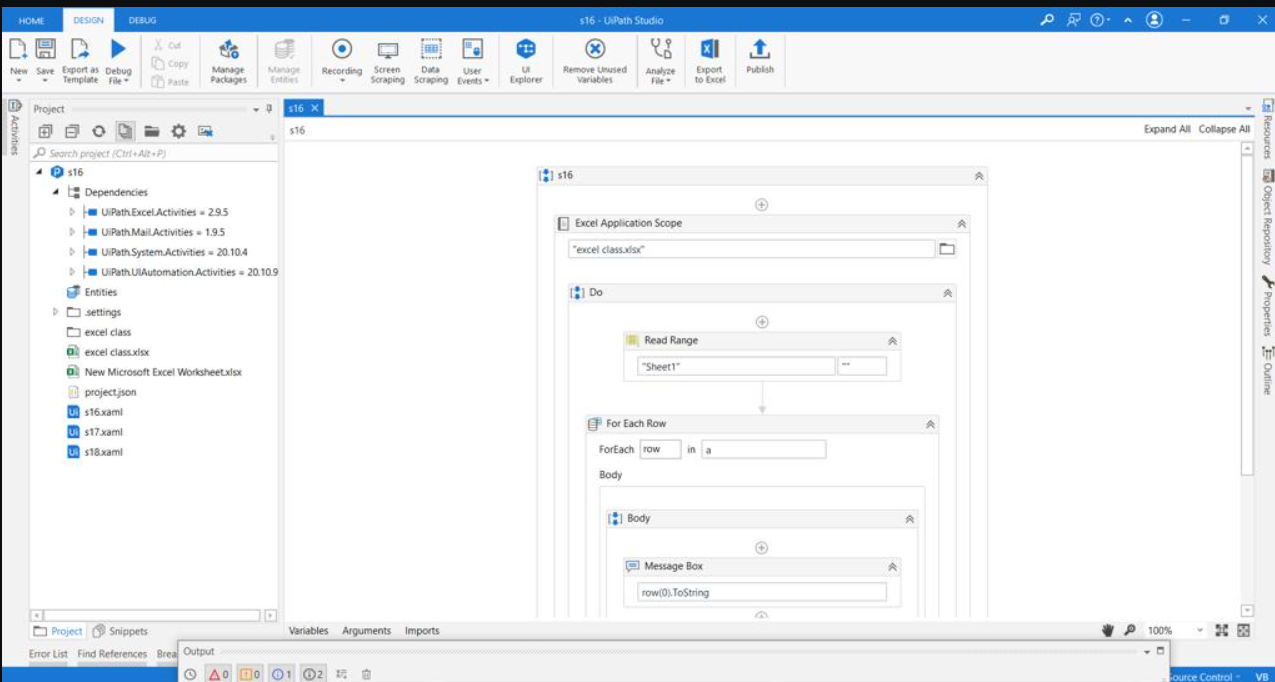 HOME DESIGN DEBUG s16 - UiPath Studio
New Save Export as Template Debug File Cut Copy Paste Manage Packages Manage Entities Recording Screen Scraping Data Scraping User Events UI Explorer Remove Unused Variables Analyze File Export to Excel Publish
Activities
Project
s16
s16
Expand All Collapse All
Search project (Ctrl+Alt+P)
s16
Dependencies
UiPath.Excel.Activities = 2.9.5
UiPath.Mail.Activities = 1.9.5
UiPath.System.Activities = 20.10.4
UiPath.UIAutomation.Activities = 20.10.9
Entities
.settings
excel class
excel class.xlsx
New Microsoft Excel Worksheet.xlsx
project.json
s16.xaml
s17.xaml
s18.xaml
s16
Excel Application Scope
"excel class.xlsx"
Do
Read Range
"Sheet1" ""
For Each Row
ForEach row in a
Body
Body
Message Box
row(0).ToString
Resources
Object Repository
Properties
Outline
Project Snippets
Variables Arguments Imports
100%
Error List Find References Brea
Output
0 0 1 2
Source Control VB